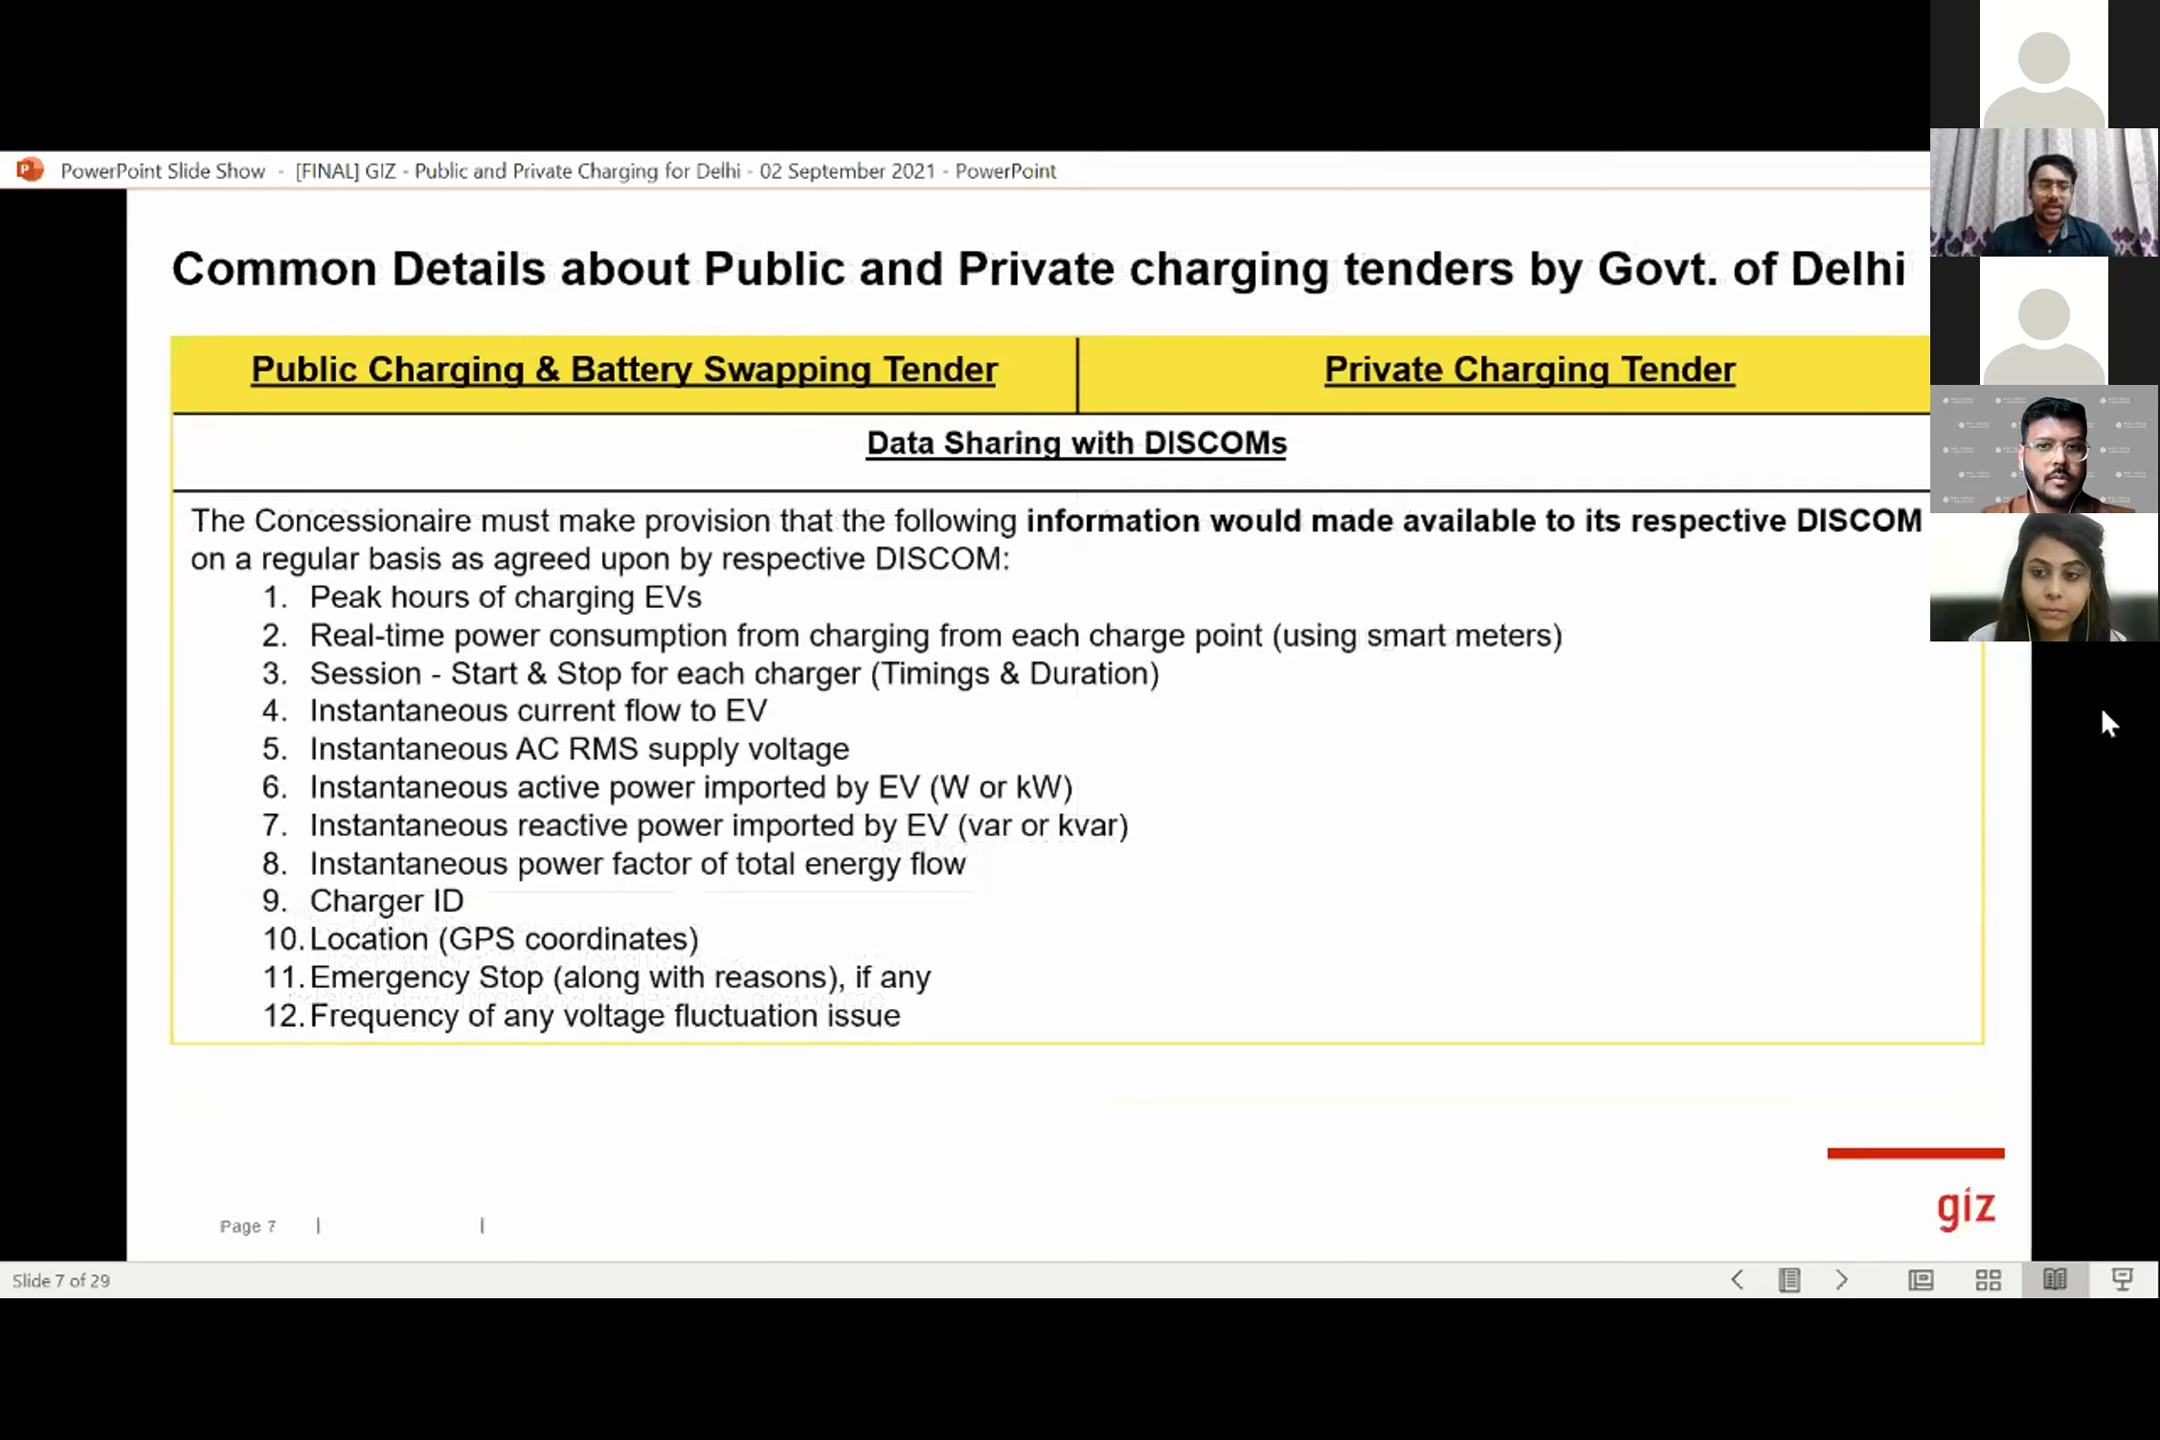 PowerPoint Slide Show - [FINAL] GIZ - Public and Private Charging for Delhi - 02 September 2021 - PowerPoint
Common Details about Public and Private charging tenders by Govt. of Delhi
Public Charging & Battery Swapping Tender
Private Charging Tender
Data Sharing with DISCOMs
The Concessionaire must make provision that the following information would made available to its respective DISCOM
on a regular basis as agreed upon by respective DISCOM:
1. Peak hours of charging EVs
2. Real-time power consumption from charging from each charge point (using smart meters)
3. Session - Start & Stop for each charger (Timings & Duration)
4. Instantaneous current flow to EV
5. Instantaneous AC RMS supply voltage
6. Instantaneous active power imported by EV (W or kW)
7. Instantaneous reactive power imported by EV (var or kvar)
8. Instantaneous power factor of total energy flow
9. Charger ID
10. Location (GPS coordinates)
11. Emergency Stop (along with reasons), if any
12. Frequency of any voltage fluctuation issue
giz
Page 7 | |
Slide 7 of 29